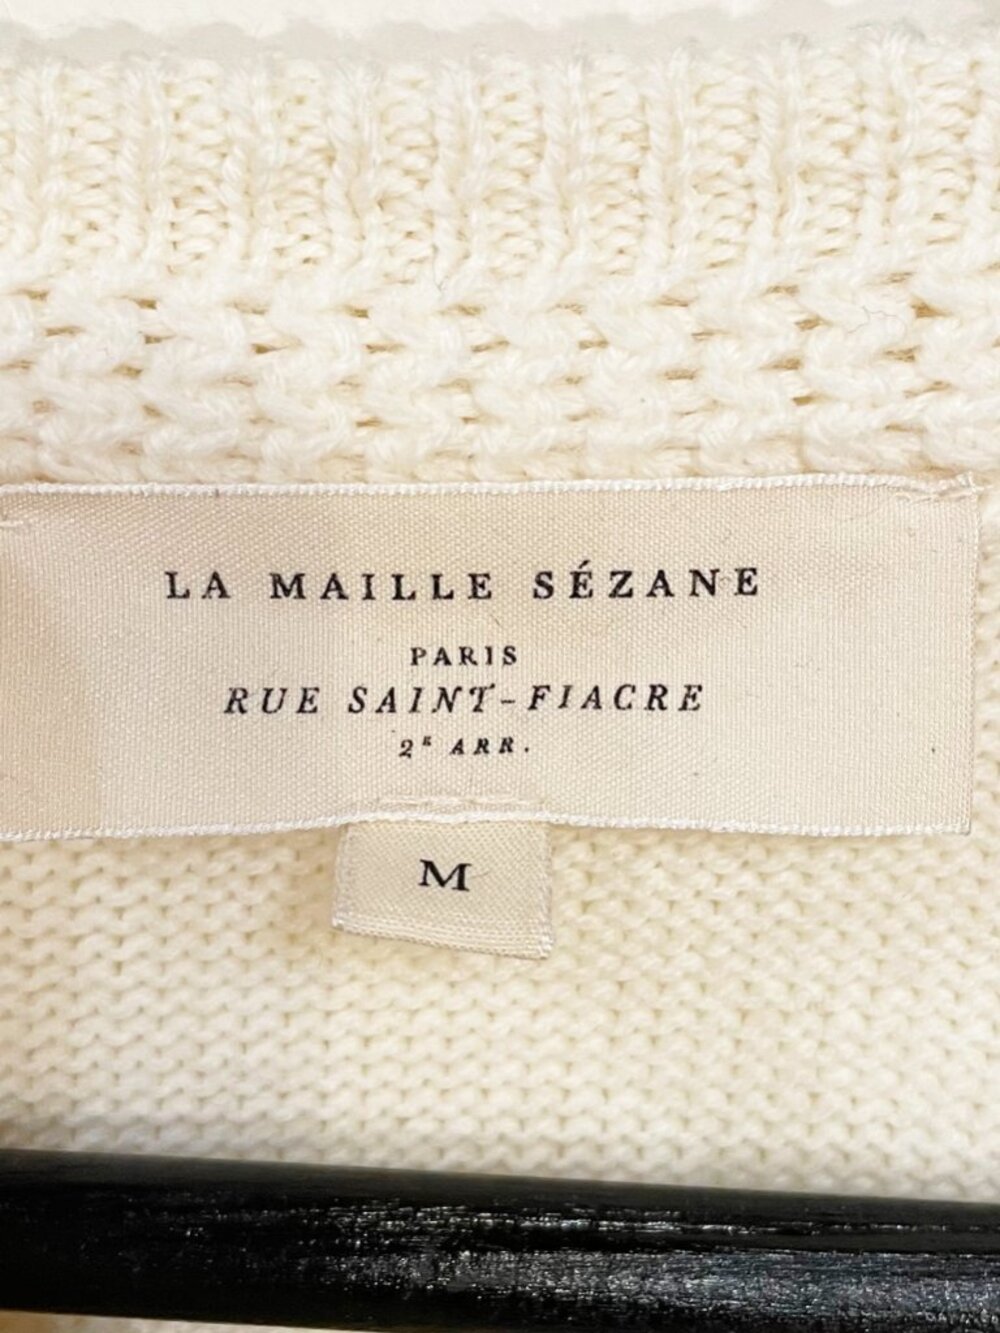 LA MAILLE SÉZANE
PARIS
RUE SAINT-FIACRE
2E ARR.
M